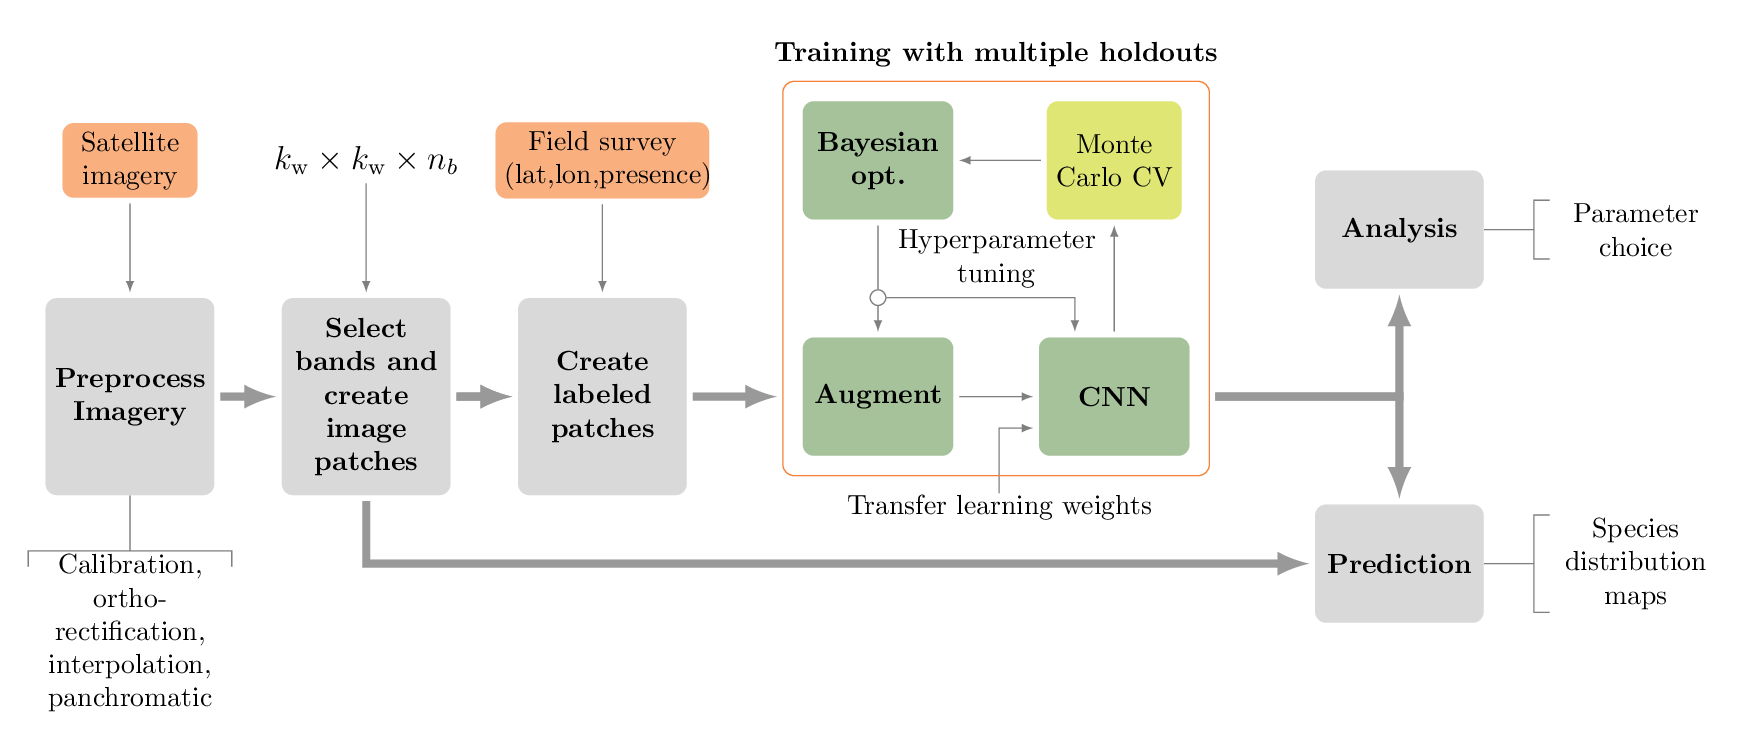 Training with multiple holdouts
Satellite
imagery
k_w × k_w × n_b
Field survey
(lat,lon,presence)
Bayesian
opt.
Monte
Carlo CV
Hyperparameter
tuning
Preprocess
Imagery
Select
bands and
create
image
patches
Create
labeled
patches
Augment
CNN
Transfer learning weights
Analysis
Parameter
choice
Prediction
Species
distribution
maps
Calibration,
ortho-
rectification,
interpolation,
panchromatic